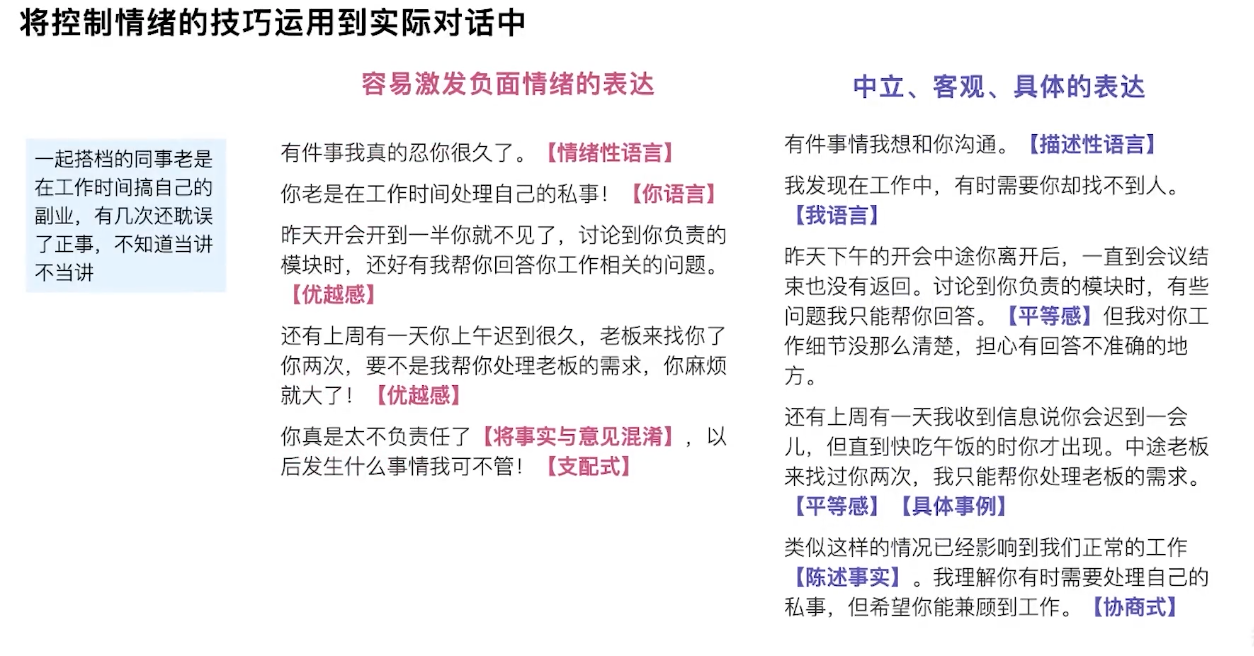 将控制情绪的技巧运用到实际对话中
容易激发负面情绪的表达
中立、客观、具体的表达
一起搭档的同事老是
在工作时间搞自己的
副业，有几次还耽误
了正事，不知道当讲
不当讲
有件事我真的忍你很久了。【情绪性语言】
你老是在工作时间处理自己的私事！【你语言】
昨天开会开到一半你就不见了，讨论到你负责的
模块时，还好有我帮你回答你工作相关的问题。
【优越感】
还有上周有一天你上午迟到很久，老板来找你了
你两次，要不是我帮你处理老板的需求，你麻烦
就大了！【优越感】
你真是太不负责任了【将事实与意见混淆】，以
后发生什么事情我可不管！【支配式】
有件事情我想和你沟通。【描述性语言】
我发现在工作中，有时需要你却找不到人。
【我语言】
昨天下午的开会中途你离开后，一直到会议结
束也没有返回。讨论到你负责的模块时，有些
问题我只能帮你回答。【平等感】但我对你工
作细节没那么清楚，担心有回答不准确的地
方。
还有上周有一天我收到信息说你会迟到一会
儿，但直到快吃午饭的时你才出现。中途老板
来找过你两次，我只能帮你处理老板的需求。
【平等感】【具体事例】
类似这样的情况已经影响到我们正常的工作
【陈述事实】。我理解你有时需要处理自己的
私事，但希望你能兼顾到工作。【协商式】